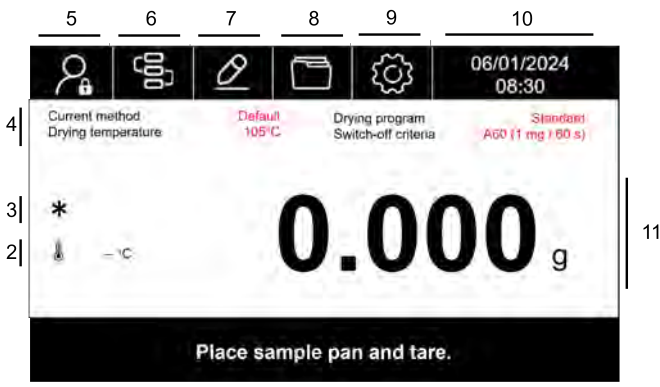 5 6 7 8 9 10
06/01/2024
08:30
4 Current method Default Drying program Standard
Drying temperature 105°C Switch-off criteria A60 (1 mg / 60 s)
3 *
0.000 g 11
2 – °C
Place sample pan and tare.